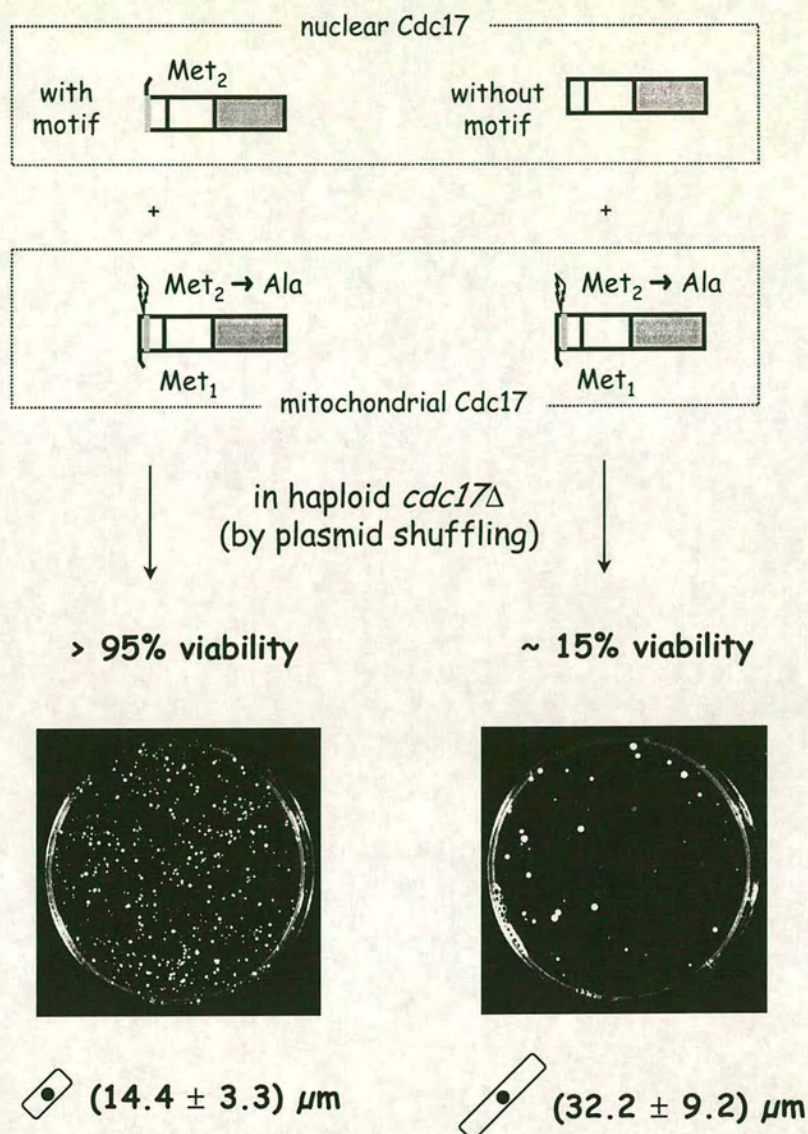 nuclear Cdc17
with motif
Met₂
without motif
+ +
Met₂ → Ala
Met₁
Met₂ → Ala
Met₁
mitochondrial Cdc17
in haploid cdc17Δ
(by plasmid shuffling)
> 95% viability
~ 15% viability
(14.4 ± 3.3) µm
(32.2 ± 9.2) µm